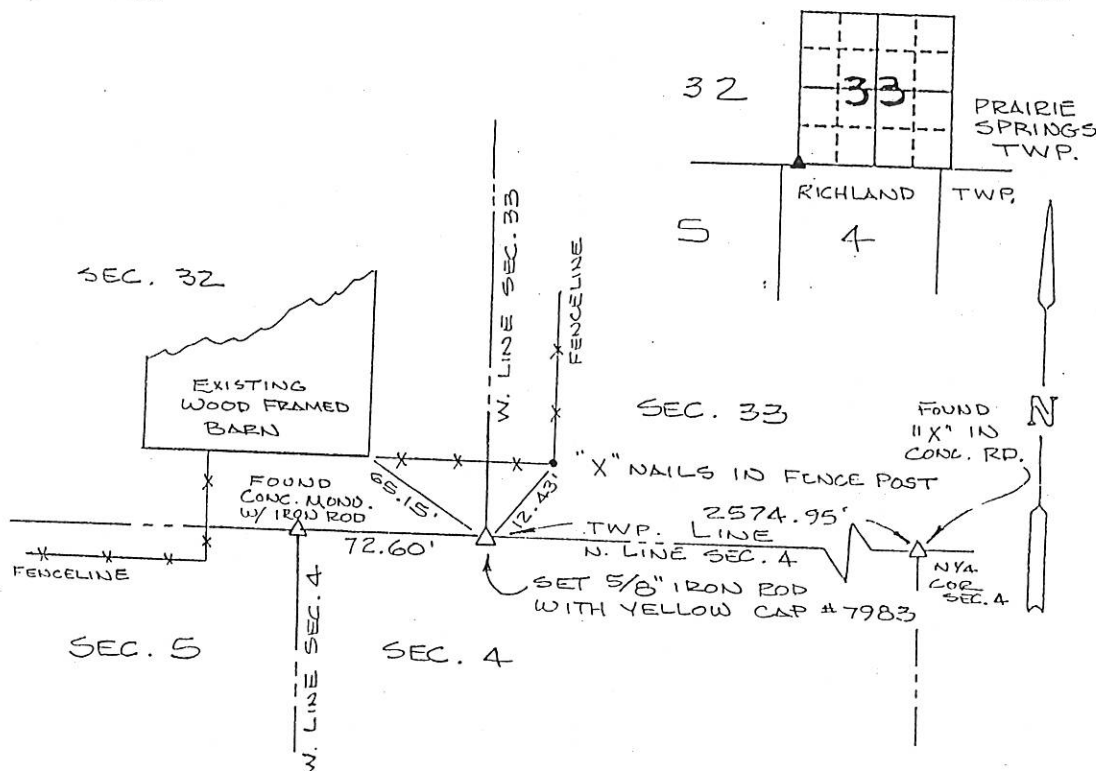 32
33
PRAIRIE
SPRINGS
TWP.
RICHLAND TWP.
5
4
SEC. 32
W. LINE SEC. 33
FENCELINE
EXISTING
WOOD FRAMED
BARN
SEC. 33
FOUND
"X" IN
CONC. RD.
N
"X" NAILS IN FENCE POST
FOUND
CONC. MONO.
W/ IRON ROD
65.15'
12.43'
2574.95'
72.60'
TWP. LINE
N. LINE SEC. 4
FENCELINE
N¼
COR
SEC. 4
SET 5/8" IRON ROD
WITH YELLOW CAP #7983
SEC. 5
W. LINE SEC. 4
SEC. 4